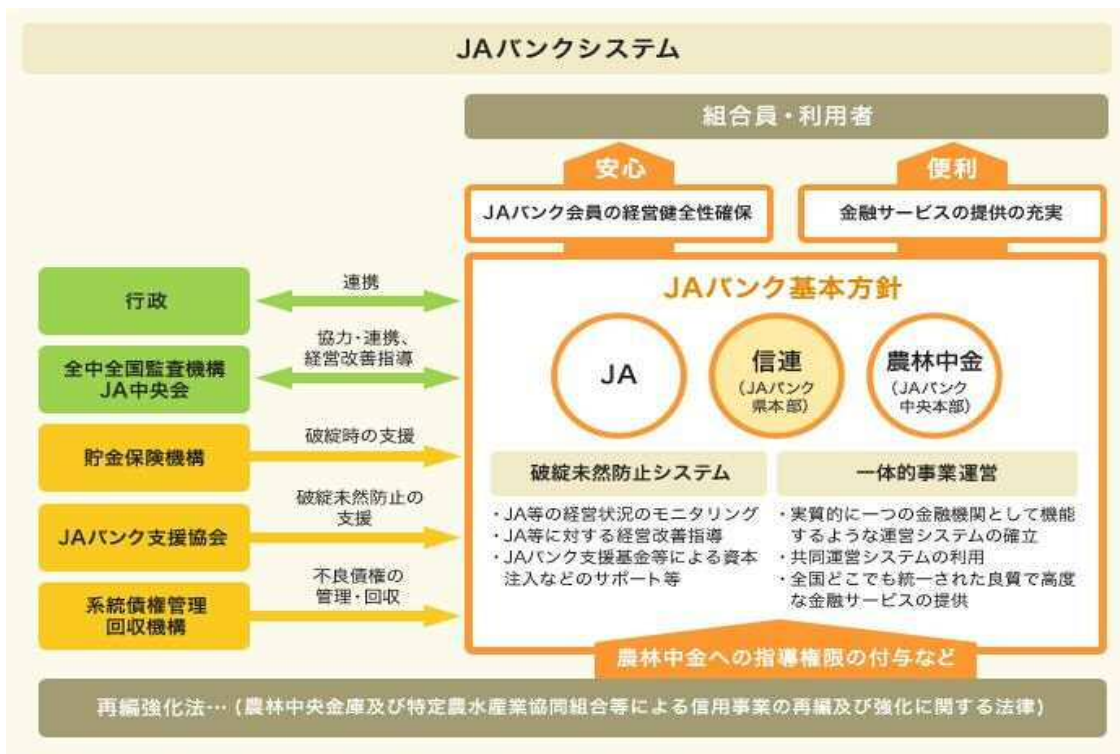 JAバンクシステム
組合員・利用者
安心
便利
JAバンク会員の経営健全性確保
金融サービスの提供の充実
行政
連携
全中全国監査機構
JA中央会
協力・連携、
経営改善指導
貯金保険機構
破綻時の支援
JAバンク支援協会
破綻未然防止の
支援
系統債権管理
回収機構
不良債権の
管理・回収
JAバンク基本方針
JA
信連
(JAバンク
県本部)
農林中金
(JAバンク
中央本部)
破綻未然防止システム
・JA等の経営状況のモニタリング
・JA等に対する経営改善指導
・JAバンク支援基金等による資本
注入などのサポート等
一体的事業運営
・実質的に一つの金融機関として機能
するような運営システムの確立
・共同運営システムの利用
・全国どこでも統一された良質で高度
な金融サービスの提供
農林中金への指導権限の付与など
再編強化法…(農林中央金庫及び特定農水産業協同組合等による信用事業の再編及び強化に関する法律)